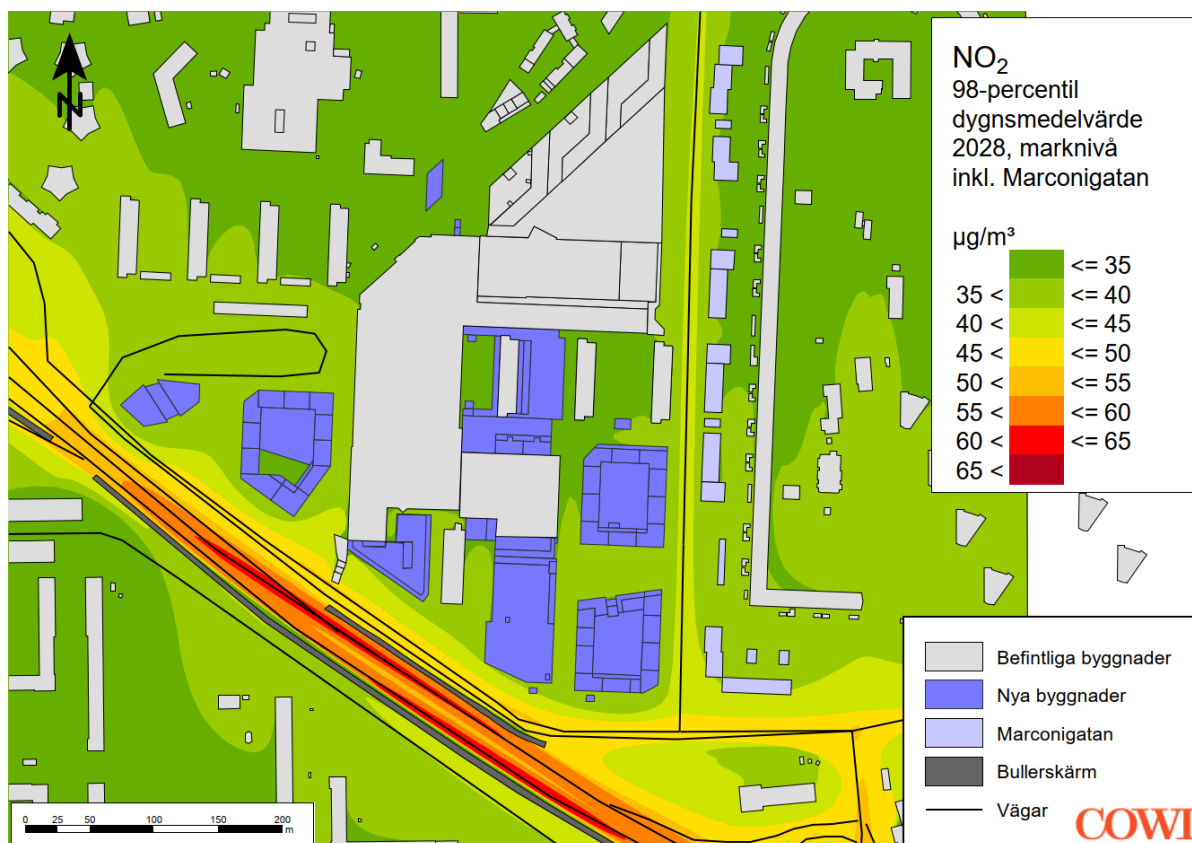 N
NO₂
98-percentil
dygnsmedelvärde
2028, marknivå
inkl. Marconigatan
µg/m³
<= 35
35 < <= 40
40 < <= 45
45 < <= 50
50 < <= 55
55 < <= 60
60 < <= 65
65 <
Befintliga byggnader
Nya byggnader
Marconigatan
Bullerskärm
Vägar
COWI
0 25 50 100 150 200
m